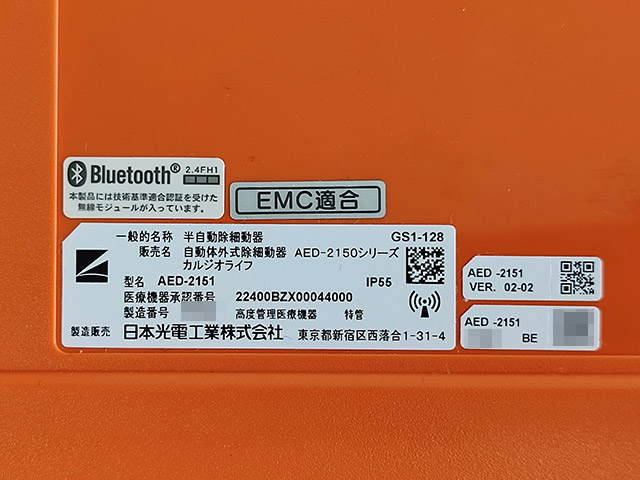 Bluetooth®
2.4FH1
本製品には技術基準適合認証を受けた
無線モジュールが入っています。
EMC適合
一般的名称 半自動除細動器 GS1-128
販売名 自動体外式除細動器 AED-2150シリーズ
カルジオライフ
型名 AED-2151 IP55
医療機器承認番号 22400BZX00044000
製造番号 高度管理医療機器 特管
製造販売 日本光電工業株式会社 東京都新宿区西落合1-31-4
AED -2151
VER. 02-02
AED -2151
BE